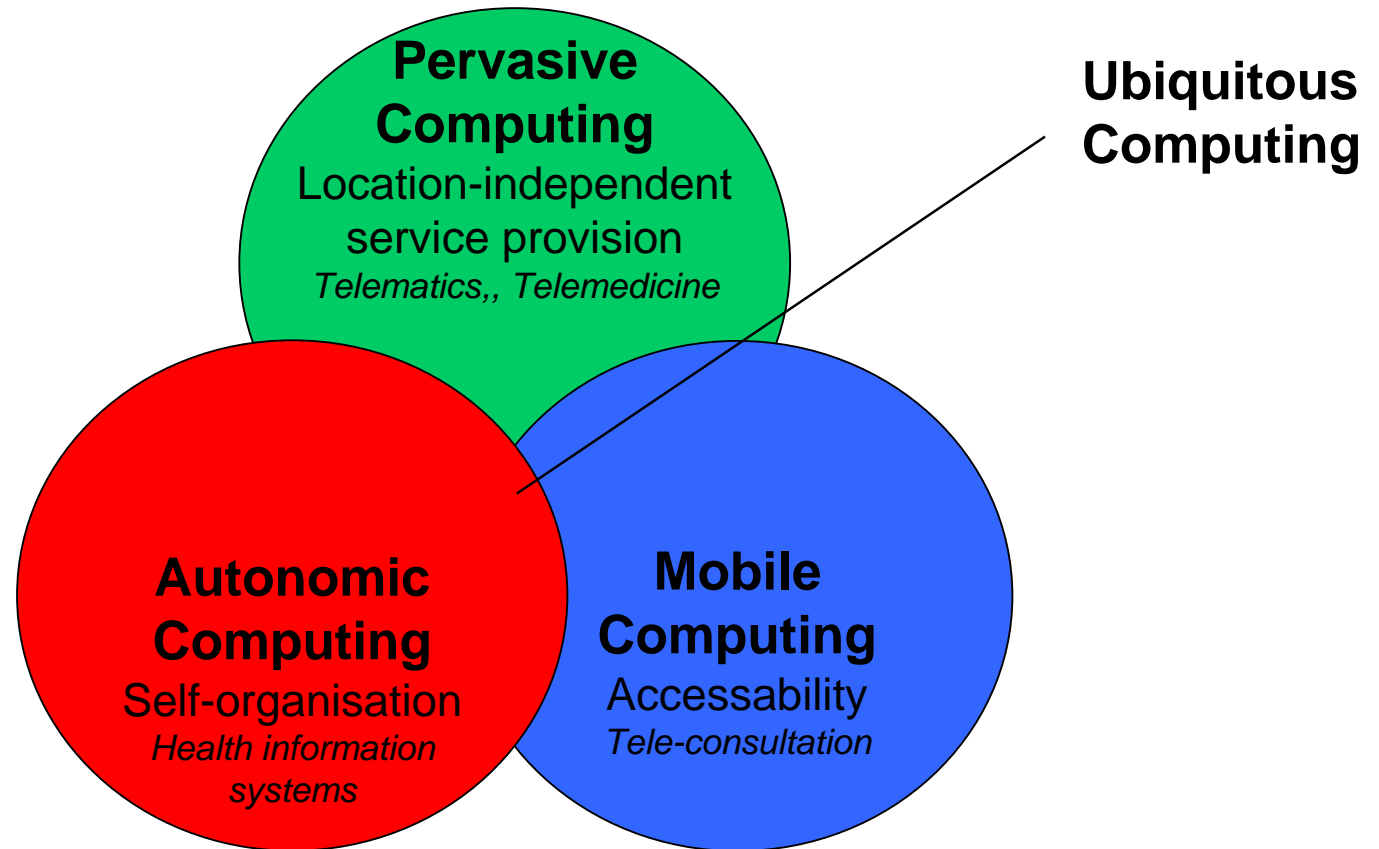 Pervasive
Computing
Location-independent
service provision
Telematics,, Telemedicine
Ubiquitous
Computing
Autonomic
Computing
Self-organisation
Health information
systems
Mobile
Computing
Accessability
Tele-consultation